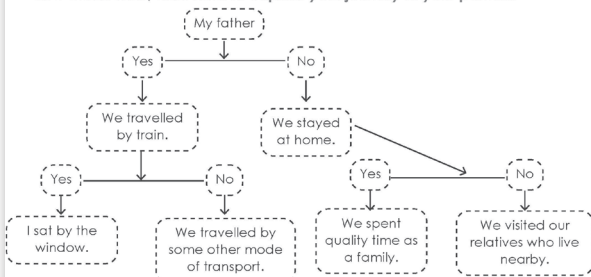 My father
Yes
No
We travelled
by train.
We stayed
at home.
Yes
No
Yes
No
I sat by the
window.
We travelled by
some other mode
of transport.
We spent
quality time as
a family.
We visited our
relatives who live
nearby.